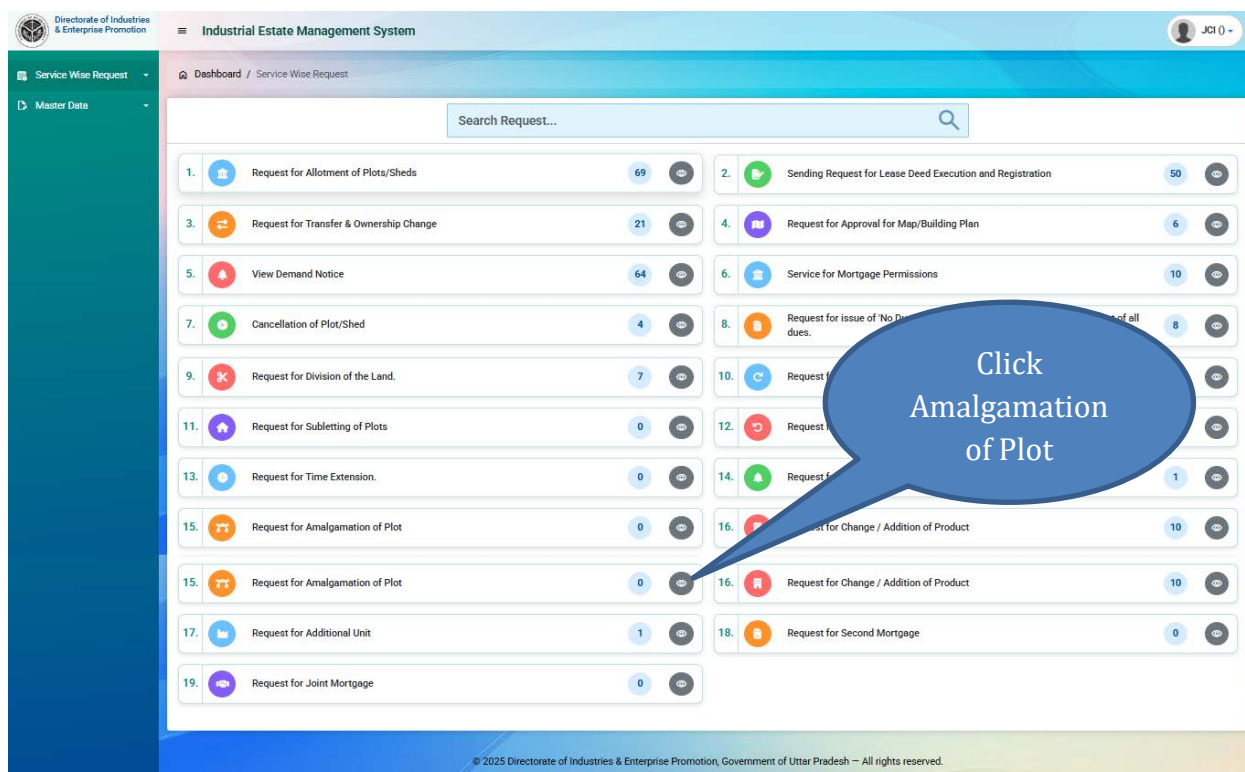 Directorate of Industries
& Enterprise Promotion
Industrial Estate Management System
JCI ()
Service Wise Request
Master Data
Dashboard / Service Wise Request
Search Request...
1. Request for Allotment of Plots/Sheds 69
2. Sending Request for Lease Deed Execution and Registration 50
3. Request for Transfer & Ownership Change 21
4. Request for Approval for Map/Building Plan 6
5. View Demand Notice 64
6. Service for Mortgage Permissions 10
7. Cancellation of Plot/Shed 4
8. Request for issue of 'No of all
dues. 8
9. Request for Division of the Land. 7
10. Request
11. Request for Subletting of Plots 0
12. Request
13. Request for Time Extension. 0
14. Request 1
15. Request for Amalgamation of Plot 0
16. for Change / Addition of Product 10
15. Request for Amalgamation of Plot 0
16. Request for Change / Addition of Product 10
17. Request for Additional Unit 1
18. Request for Second Mortgage 0
19. Request for Joint Mortgage 0
Click
Amalgamation
of Plot
© 2025 Directorate of Industries & Enterprise Promotion, Government of Uttar Pradesh — All rights reserved.